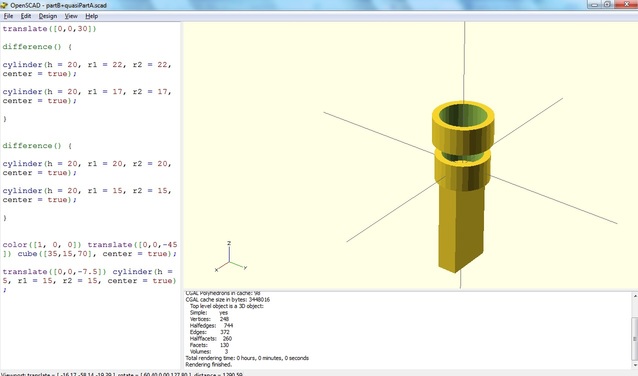 OpenSCAD - partB+quasiPartA.scad
File Edit Design View Help
translate([0,0,30])
difference() {
cylinder(h = 20, r1 = 22, r2 = 22,
center = true);
cylinder(h = 20, r1 = 17, r2 = 17,
center = true);
}
difference() {
cylinder(h = 20, r1 = 20, r2 = 20,
center = true);
cylinder(h = 20, r1 = 15, r2 = 15,
center = true);
}
color([1, 0, 0]) translate([0,0,-45
]) cube([35,15,70], center = true);
translate([0,0,-7.5]) cylinder(h =
5, r1 = 15, r2 = 15, center = true)
;
z
x
y
CGAL Polyhedrons in cache: 98
CGAL cache size in bytes: 3448016
Top level object is a 3D object:
Simple: yes
Vertices: 248
Halfedges: 744
Edges: 372
Halffacets: 260
Facets: 130
Volumes: 3
Total rendering time: 0 hours, 0 minutes, 0 seconds
Rendering finished.
Viewport: translate = [ -16.17 -58.14 -19.39 ], rotate = [ 60.40 0.00 127.80 ], distance = 1290.59